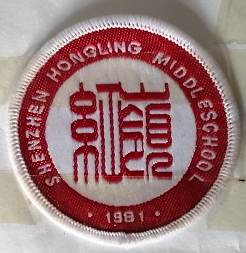 SHENZHEN HONGLING MIDDLESCHOOL
· 1981 ·